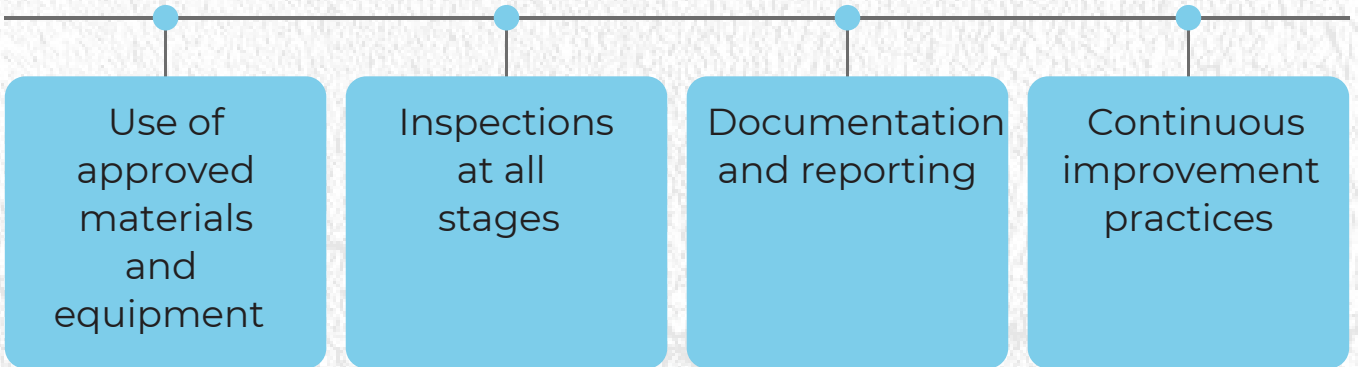 Use of
approved
materials
and
equipment
Inspections
at all
stages
Documentation
and reporting
Continuous
improvement
practices